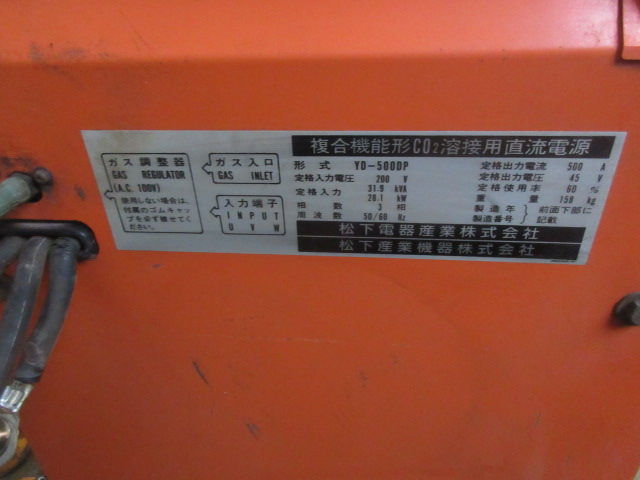 複合機能形CO2溶接用直流電源
ガス調整器
GAS REGULATOR
(A.C. 100V)
使用しない場合は、
付属のゴムキャッ
プを必ず被せてく
ださい。
ガス入口
GAS INLET
入力端子
INPUT
U V W
形式 YD-500DP
定格入力電圧 200 V
定格入力 31.9 kVA
28.1 kW
相数 3 相
周波数 50/60 Hz
定格出力電流 500 A
定格出力電圧 45 V
定格使用率 60 %
重量 158 kg
製造年
製造番号
前面下部に
記載
松下電器産業株式会社
松下産業機器株式会社